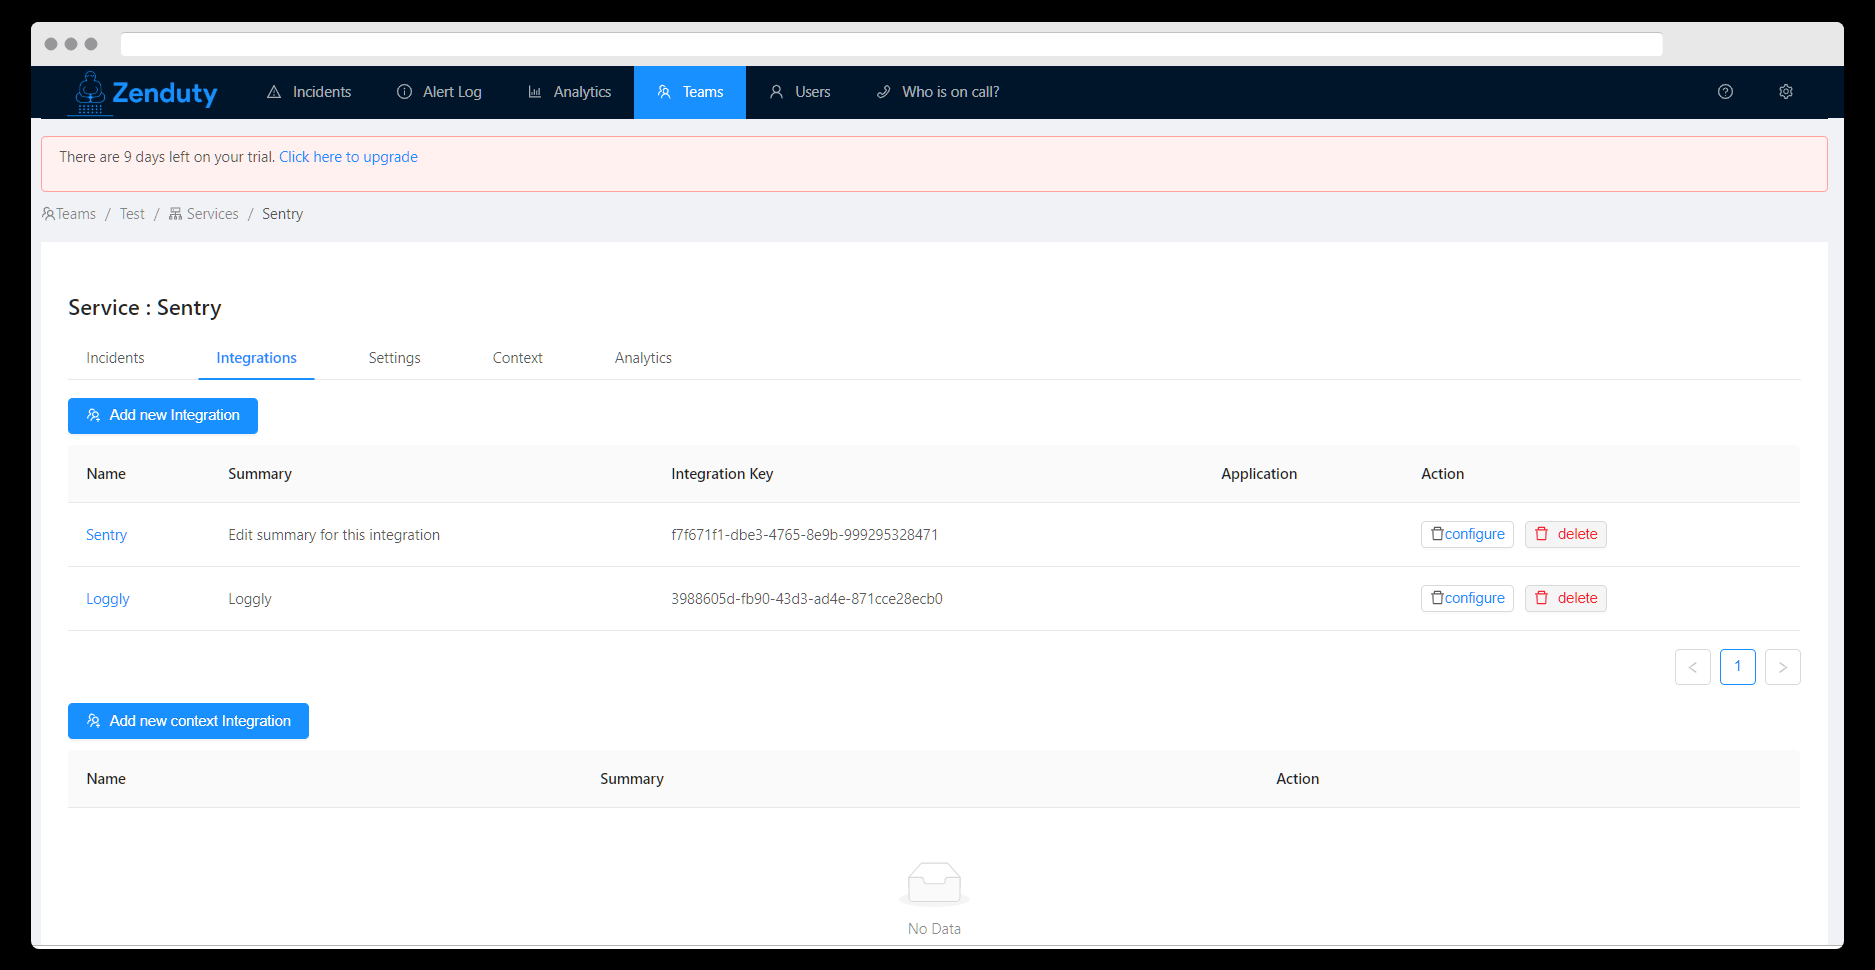 Zenduty Incidents Alert Log Analytics Teams Users Who is on call?
There are 9 days left on your trial. Click here to upgrade
Teams / Test / Services / Sentry
Service : Sentry
Incidents Integrations Settings Context Analytics
Add new Integration
Name Summary Integration Key Application Action
Sentry Edit summary for this integration f7f671f1-dbe3-4765-8e9b-999295328471 configure delete
Loggly Loggly 3988605d-fb90-43d3-ad4e-871cce28ecb0 configure delete
< 1 >
Add new context Integration
Name Summary Action
No Data